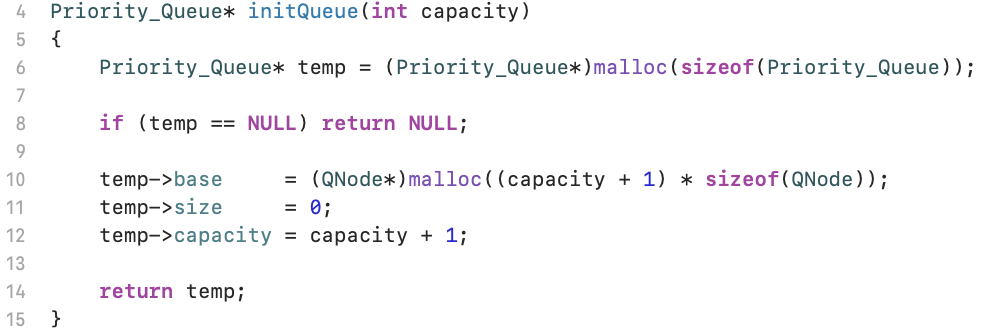 4 Priority_Queue* initQueue(int capacity)
5 {
6     Priority_Queue* temp = (Priority_Queue*)malloc(sizeof(Priority_Queue));
7
8     if (temp == NULL) return NULL;
9
10     temp->base     = (QNode*)malloc((capacity + 1) * sizeof(QNode));
11     temp->size     = 0;
12     temp->capacity = capacity + 1;
13
14     return temp;
15 }